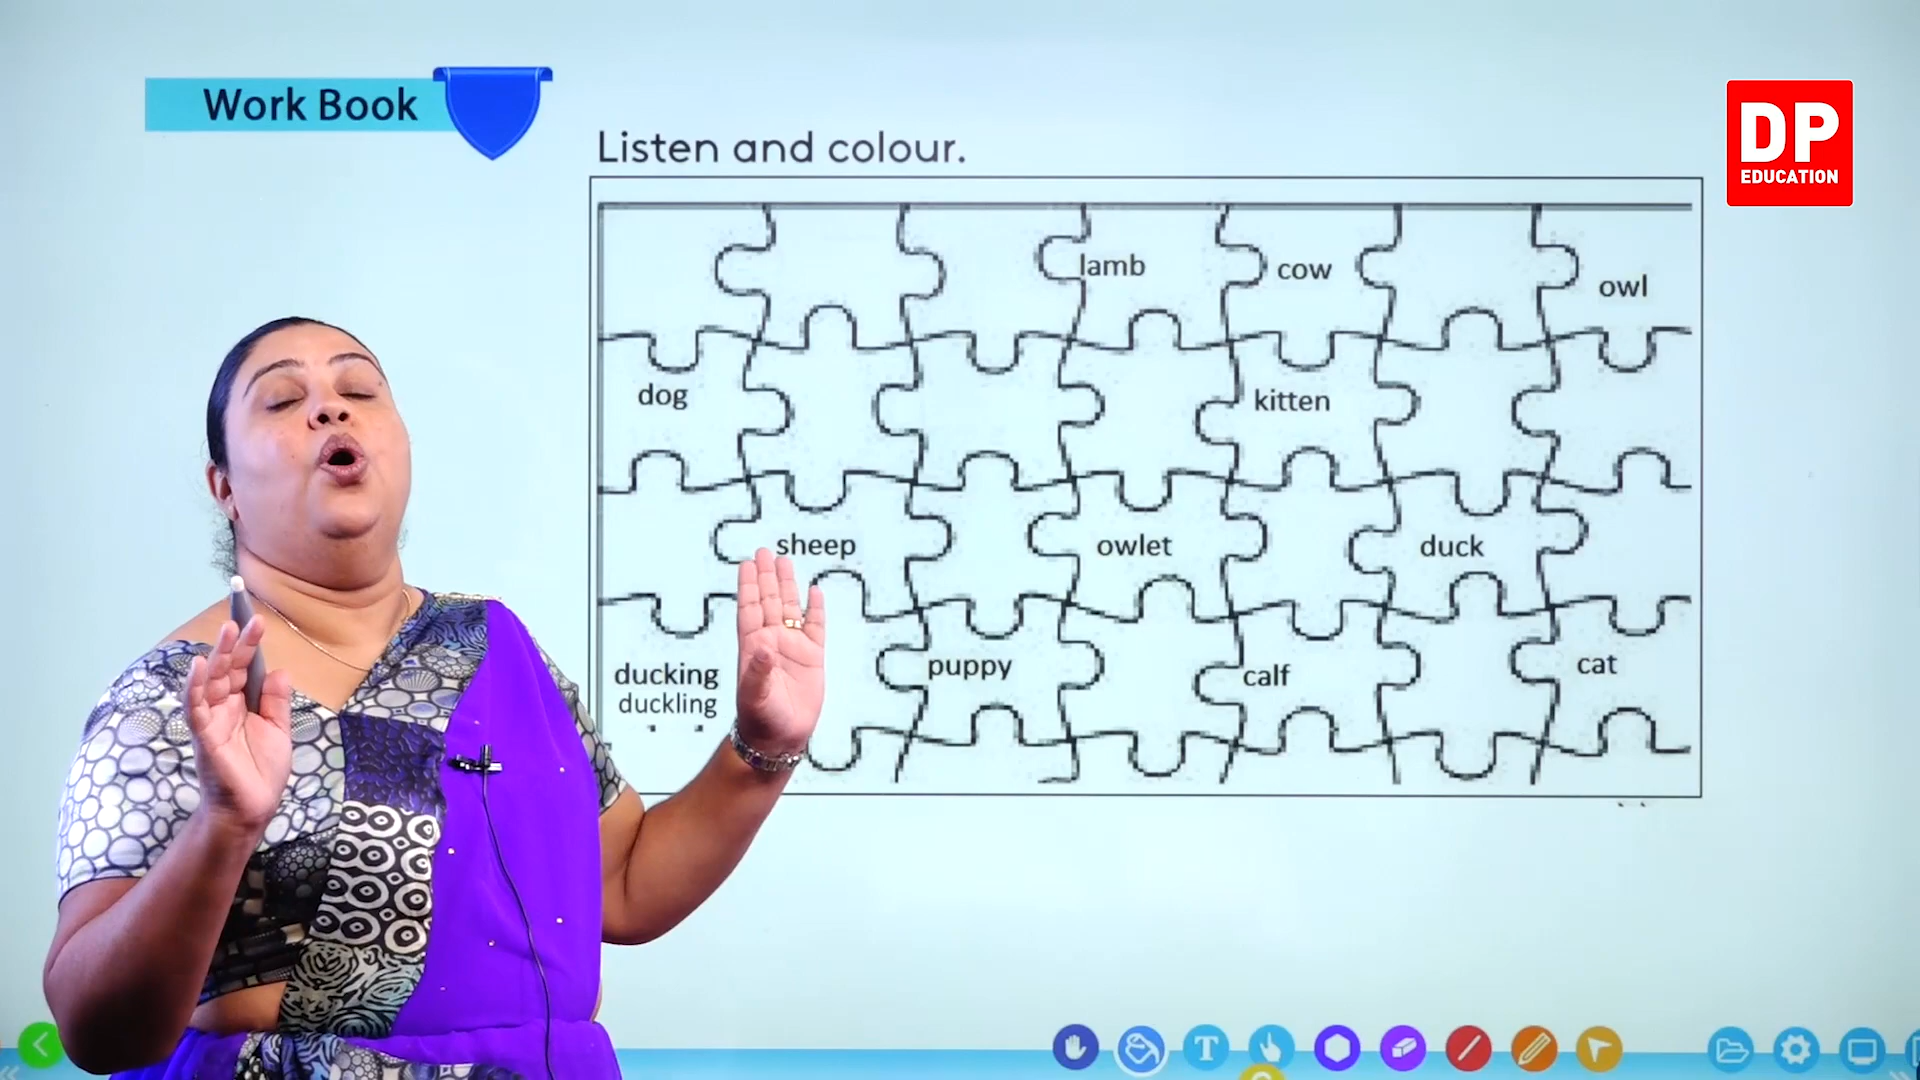 Work Book
DP
EDUCATION
Listen and colour.
lamb
cow
owl
dog
kitten
sheep
owlet
duck
ducking
duckling
puppy
calf
cat
T